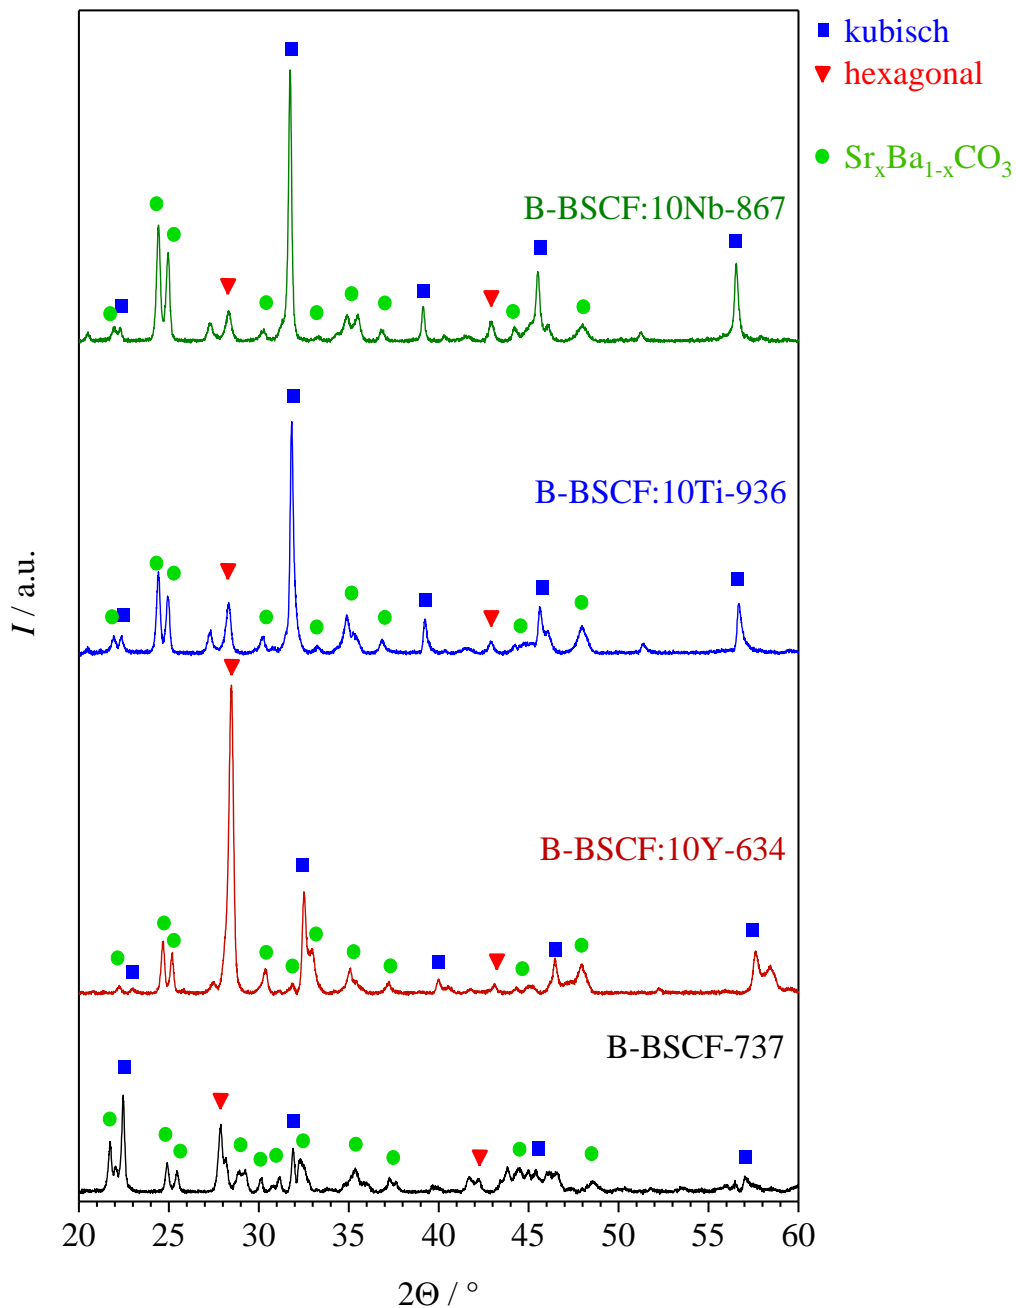 kubisch
hexagonal
SrₓBa₁₋ₓCO₃
B-BSCF:10Nb-867
B-BSCF:10Ti-936
B-BSCF:10Y-634
B-BSCF-737
I / a.u.
20 25 30 35 40 45 50 55 60
2Θ / °